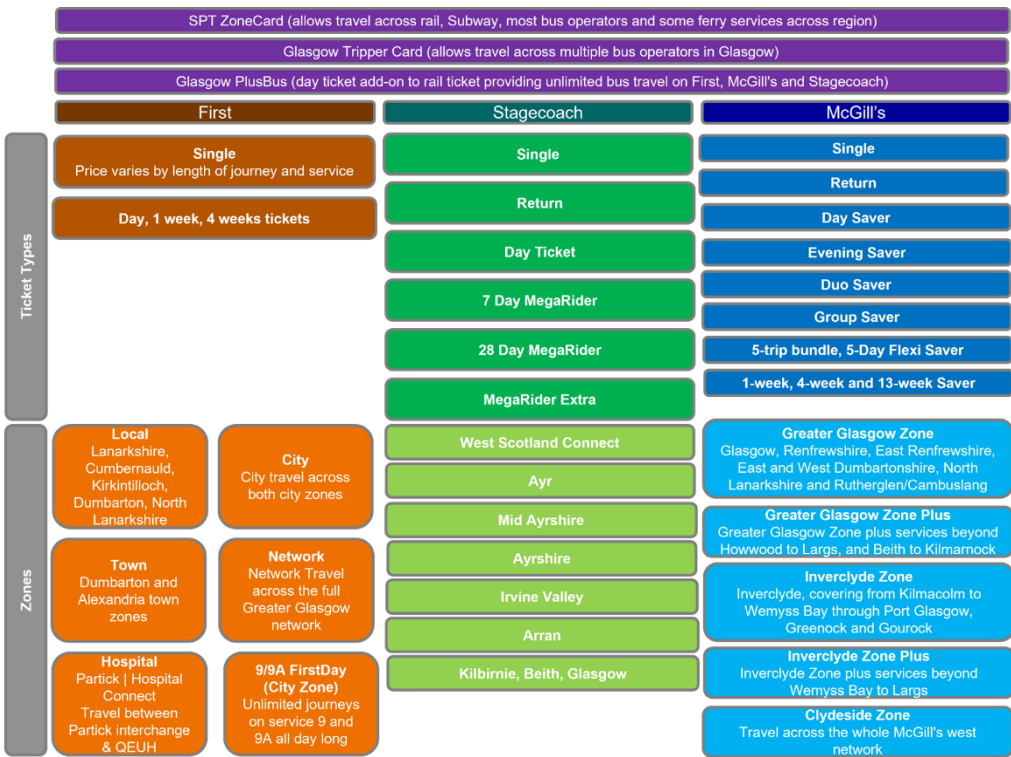 SPT ZoneCard (allows travel across rail, Subway, most bus operators and some ferry services across region)
Glasgow Tripper Card (allows travel across multiple bus operators in Glasgow)
Glasgow PlusBus (day ticket add-on to rail ticket providing unlimited bus travel on First, McGill's and Stagecoach)
First
Stagecoach
McGill's
Ticket Types
Single
Price varies by length of journey and service
Day, 1 week, 4 weeks tickets
Single
Return
Day Ticket
7 Day MegaRider
28 Day MegaRider
MegaRider Extra
Single
Return
Day Saver
Evening Saver
Duo Saver
Group Saver
5-trip bundle, 5-Day Flexi Saver
1-week, 4-week and 13-week Saver
Zones
Local
Lanarkshire,
Cumbernauld,
Kirkintilloch,
Dumbarton, North
Lanarkshire
City
City travel across
both city zones
Town
Dumbarton and
Alexandria town
zones
Network
Network Travel
across the full
Greater Glasgow
network
Hospital
Partick | Hospital
Connect
Travel between
Partick interchange
& QEUH
9/9A FirstDay
(City Zone)
Unlimited journeys
on service 9 and
9A all day long
West Scotland Connect
Ayr
Mid Ayrshire
Ayrshire
Irvine Valley
Arran
Kilbirnie, Beith, Glasgow
Greater Glasgow Zone
Glasgow, Renfrewshire, East Renfrewshire,
East and West Dumbartonshire, North
Lanarkshire and Rutherglen/Cambuslang
Greater Glasgow Zone Plus
Greater Glasgow Zone plus services beyond
Howwood to Largs, and Beith to Kilmarnock
Inverclyde Zone
Inverclyde, covering from Kilmacolm to
Wemyss Bay through Port Glasgow,
Greenock and Gourock
Inverclyde Zone Plus
Inverclyde Zone plus services beyond
Wemyss Bay to Largs
Clydeside Zone
Travel across the whole McGill's west
network